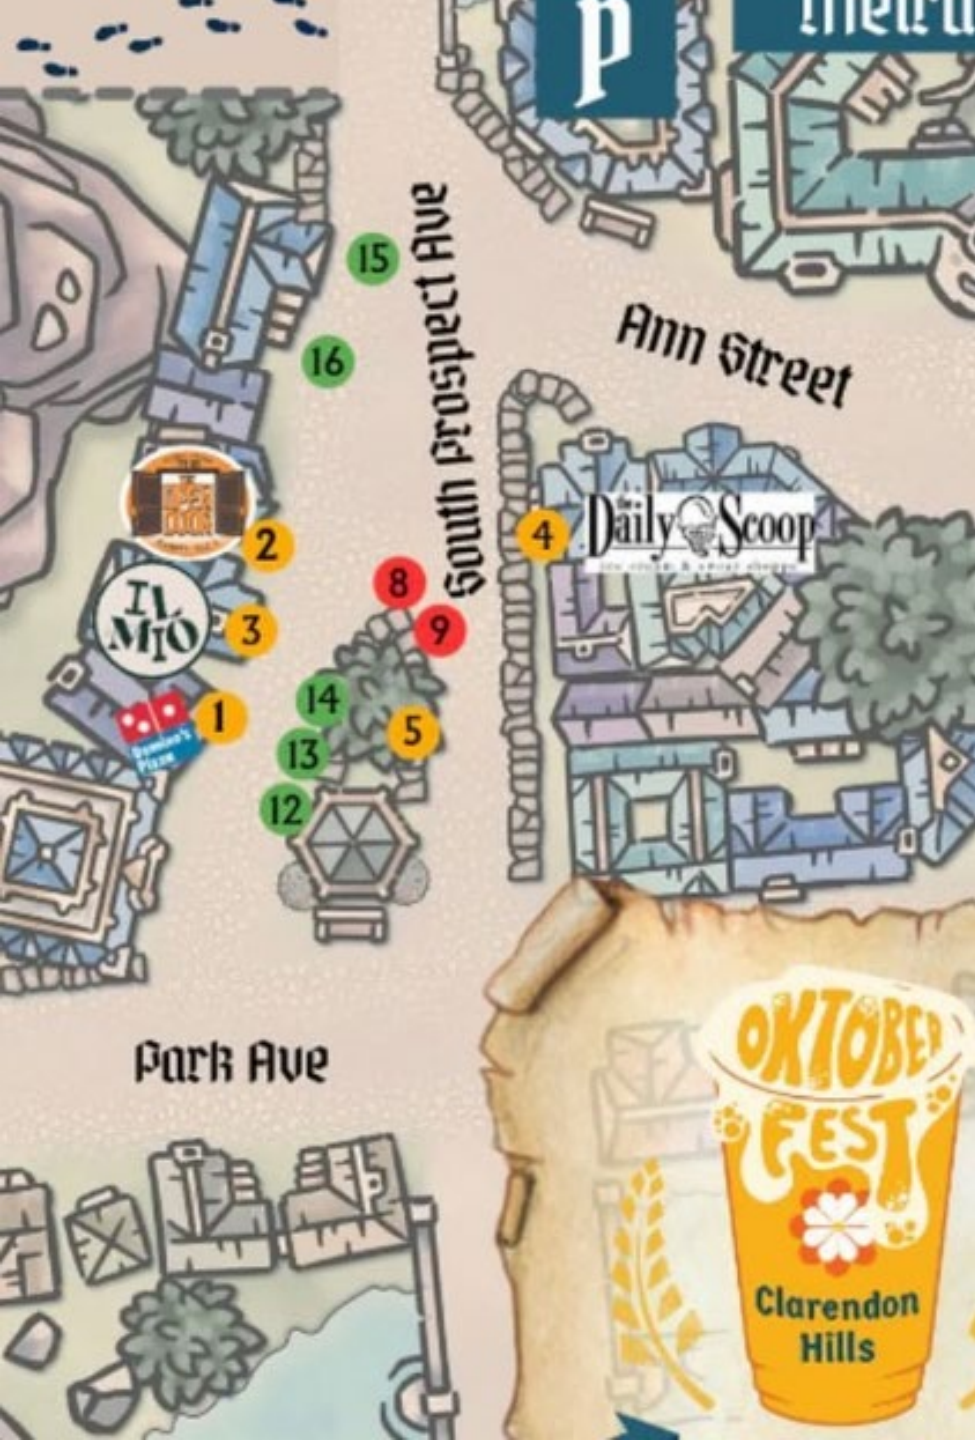 p
15
South Prospect Ave
Ann Street
16
2
the
Daily Scoop
4
8
IL
MIO
3
9
14
1
5
Domino's
Pizza
13
12
Park Ave
OKTOBER
FEST
Clarendon
Hills